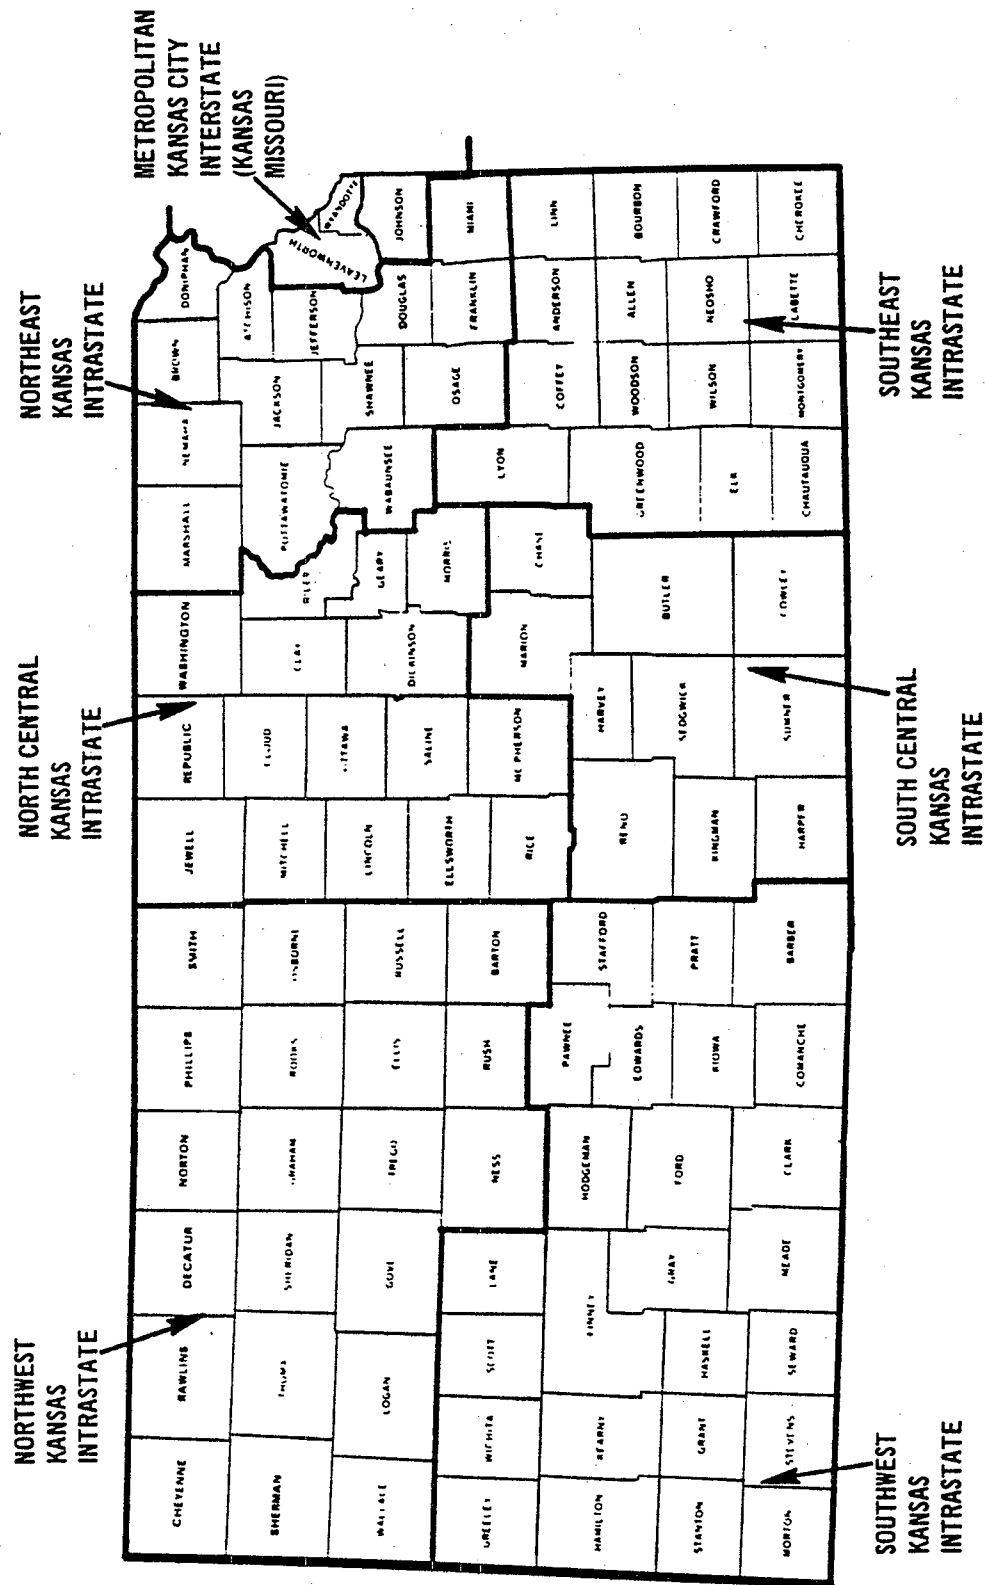 METROPOLITAN
KANSAS CITY
INTERSTATE
(KANSAS
MISSOURI)
NORTHEAST
KANSAS
INTRASTATE
NORTH CENTRAL
KANSAS
INTRASTATE
NORTHWEST
KANSAS
INTRASTATE
SOUTHEAST
KANSAS
INTRASTATE
SOUTH CENTRAL
KANSAS
INTRASTATE
SOUTHWEST
KANSAS
INTRASTATE
CHEYENNE
RAWLINS
DECATUR
NORTON
PHILLIPS
SMITH
JEWELL
REPUBLIC
WASHINGTON
MARSHALL
NEMAHA
BROWN
DONIPHAN
SHERMAN
SHERIDAN
MITCHELL
CLAY
RILEY
POTTAWATOMIE
JACKSON
ATCHISON
JEFFERSON
LEAVENWORTH
WYANDOTTE
WALLACE
LOGAN
GOVE
TREGO
ELLIS
RUSSELL
LINCOLN
DICKINSON
GEARY
WABAUNSEE
SHAWNEE
DOUGLAS
JOHNSON
GREELEY
WICHITA
SCOTT
LANE
NESS
RUSH
BARTON
ELLSWORTH
SALINE
MORRIS
OSAGE
FRANKLIN
MIAMI
RICE
MC PHERSON
MARION
CHASE
LYON
COFFEY
ANDERSON
LINN
HAMILTON
KEARNY
FINNEY
HODGEMAN
PAWNEE
STAFFORD
RENO
HARVEY
BUTLER
GREENWOOD
WOODSON
ALLEN
BOURBON
STANTON
GRANT
HASKELL
GRAY
FORD
EDWARDS
KIOWA
PRATT
KINGMAN
SEDGWICK
ELK
WILSON
NEOSHO
CRAWFORD
MORTON
STEVENS
SEWARD
MEADE
CLARK
COMANCHE
BARBER
HARPER
SUMNER
COWLEY
CHAUTAUQUA
MONTGOMERY
LABETTE
CHEROKEE